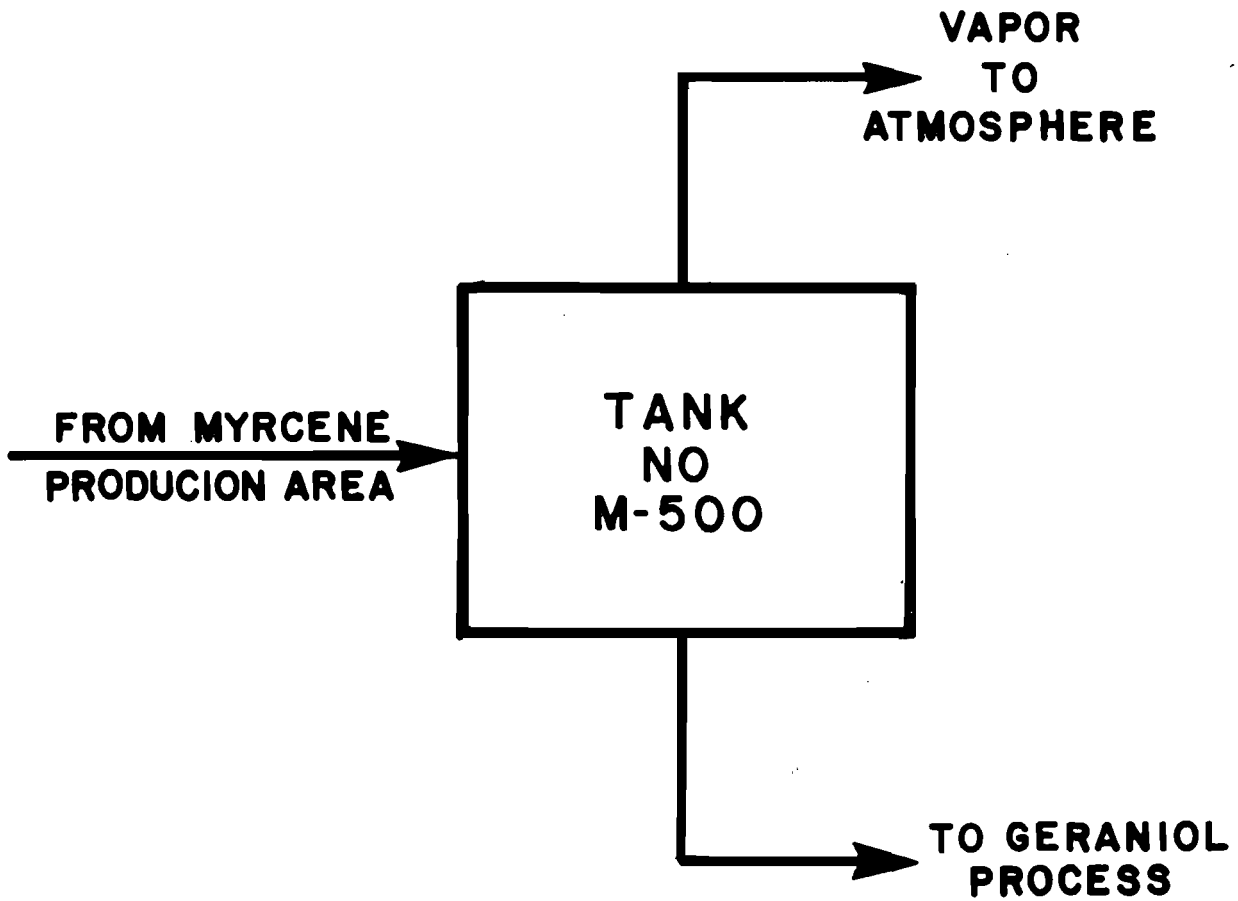 VAPOR
TO
ATMOSPHERE
FROM MYRCENE
PRODUCION AREA
TANK
NO
M-500
TO GERANIOL
PROCESS